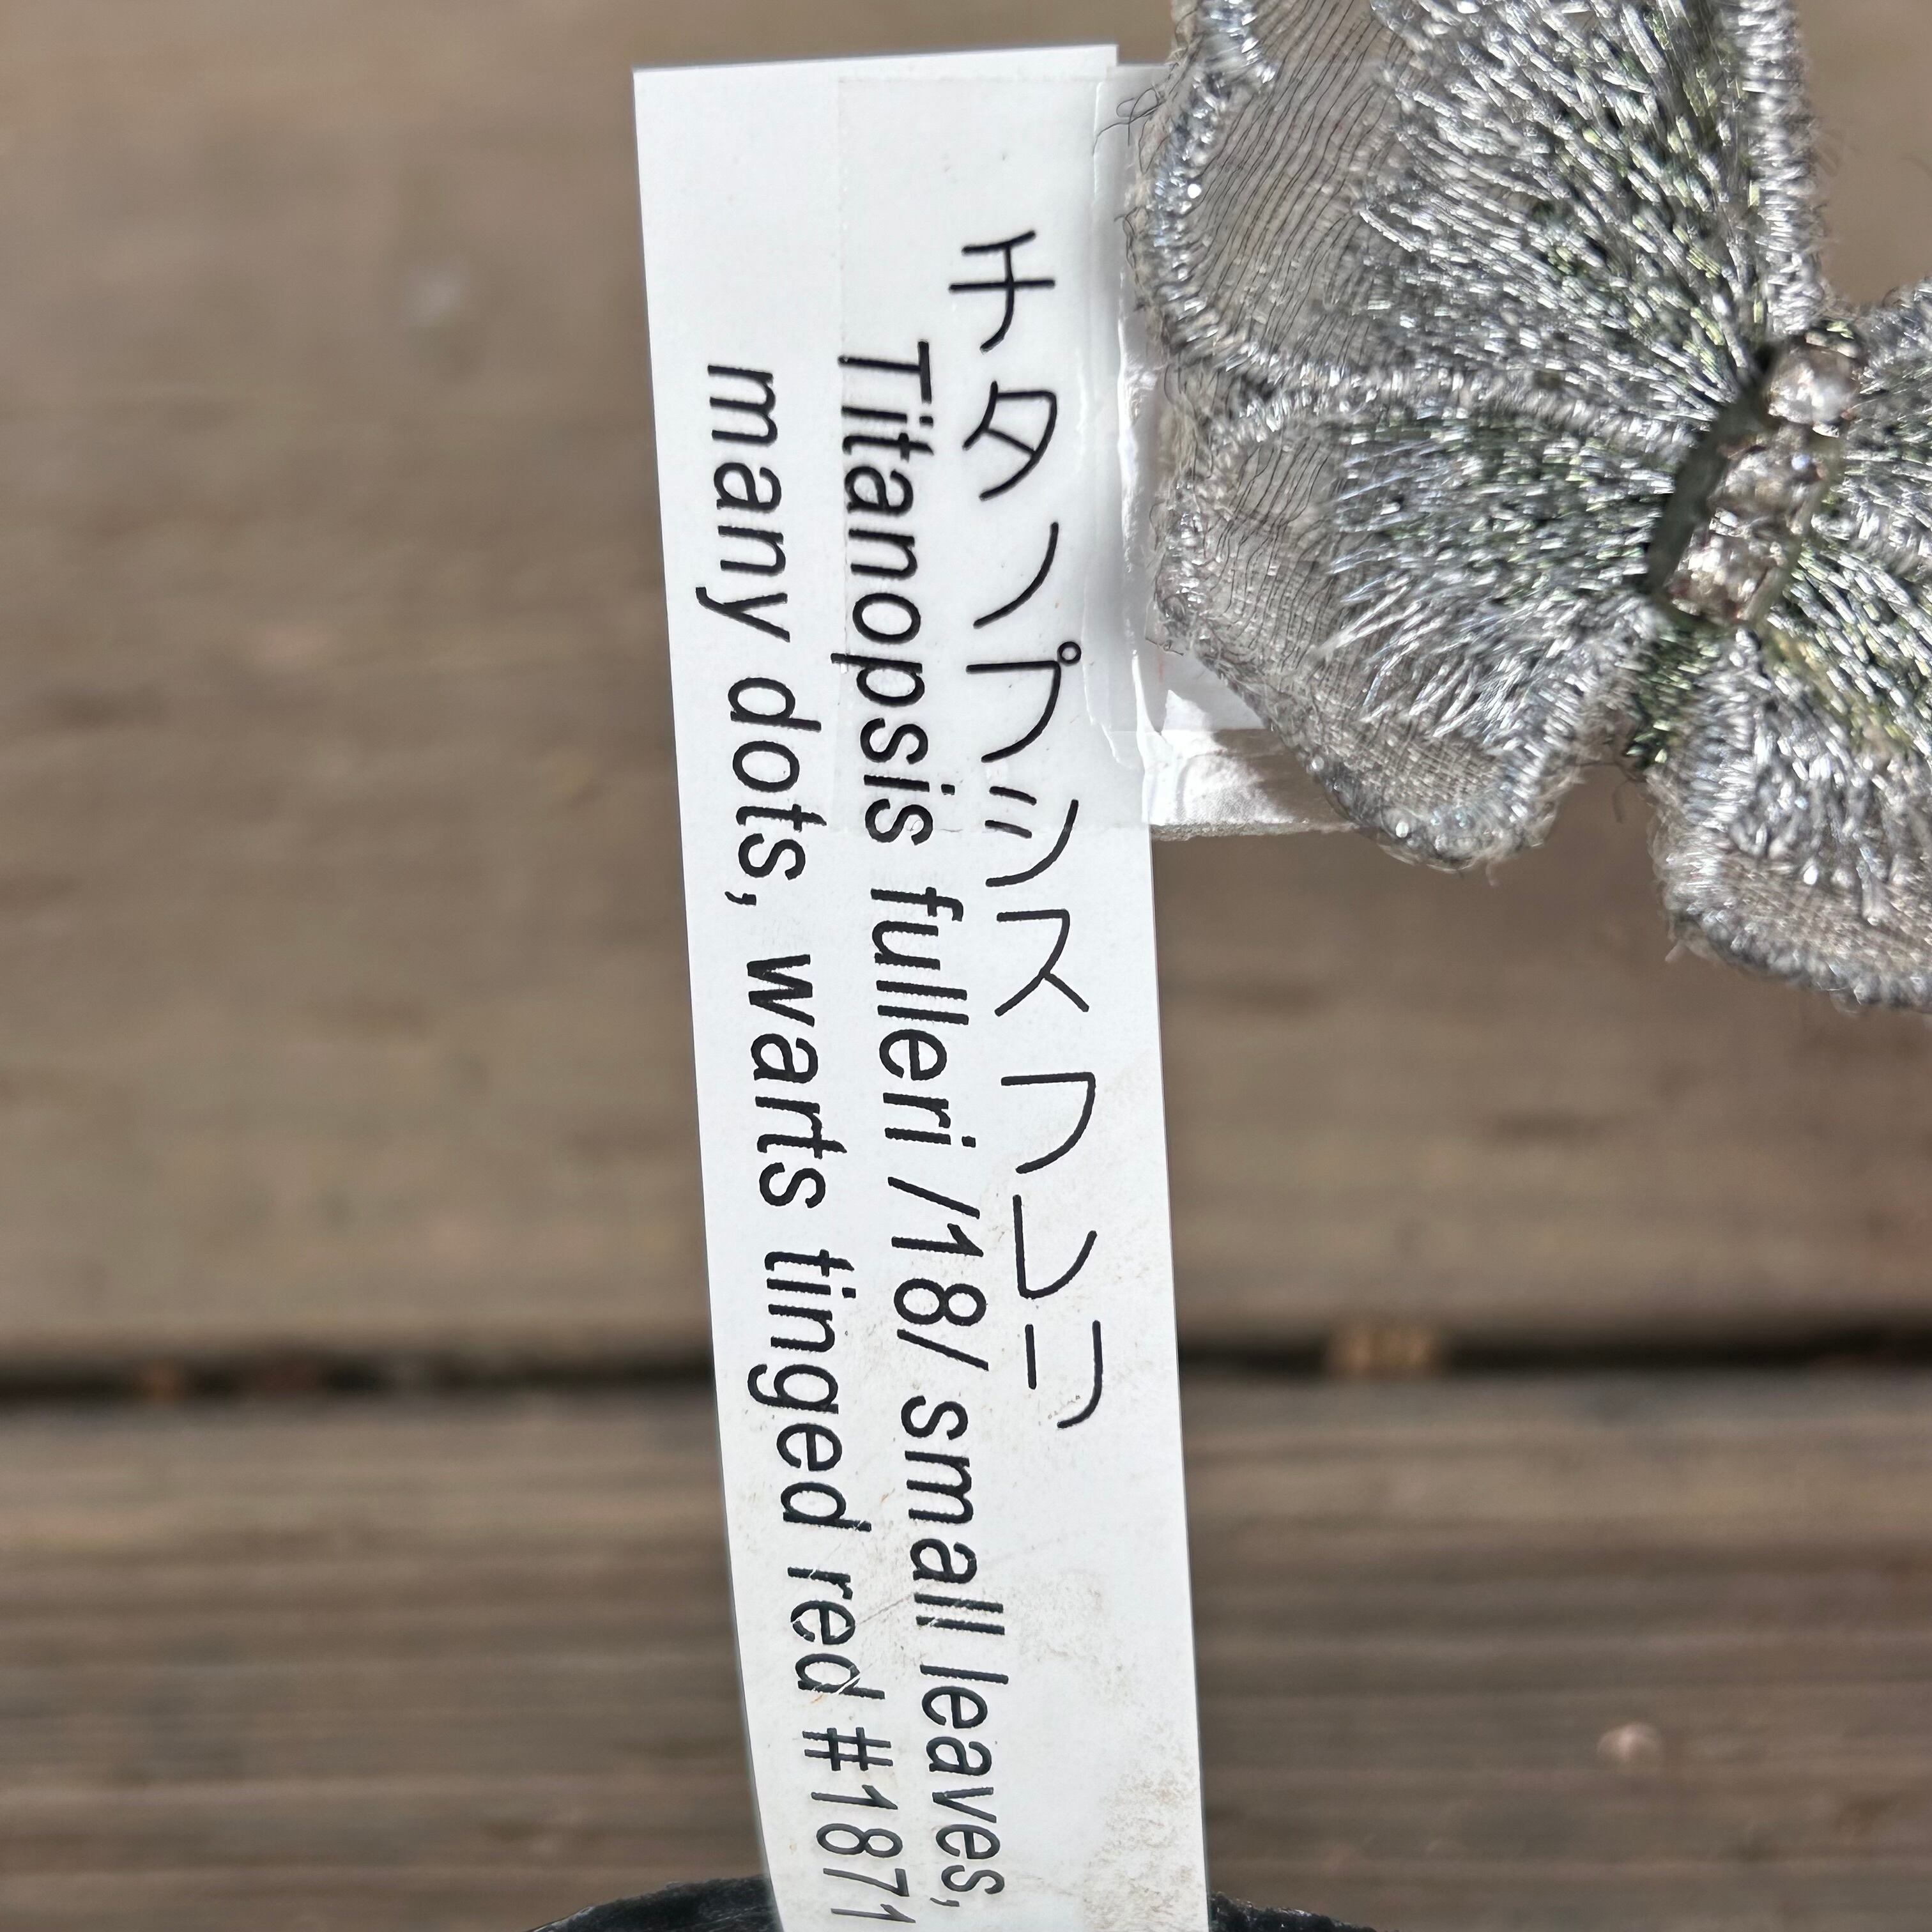 チタノプシスフレリ
Titanopsis fulleri /18/ small leaves,
many dots, warts tinged red #1871